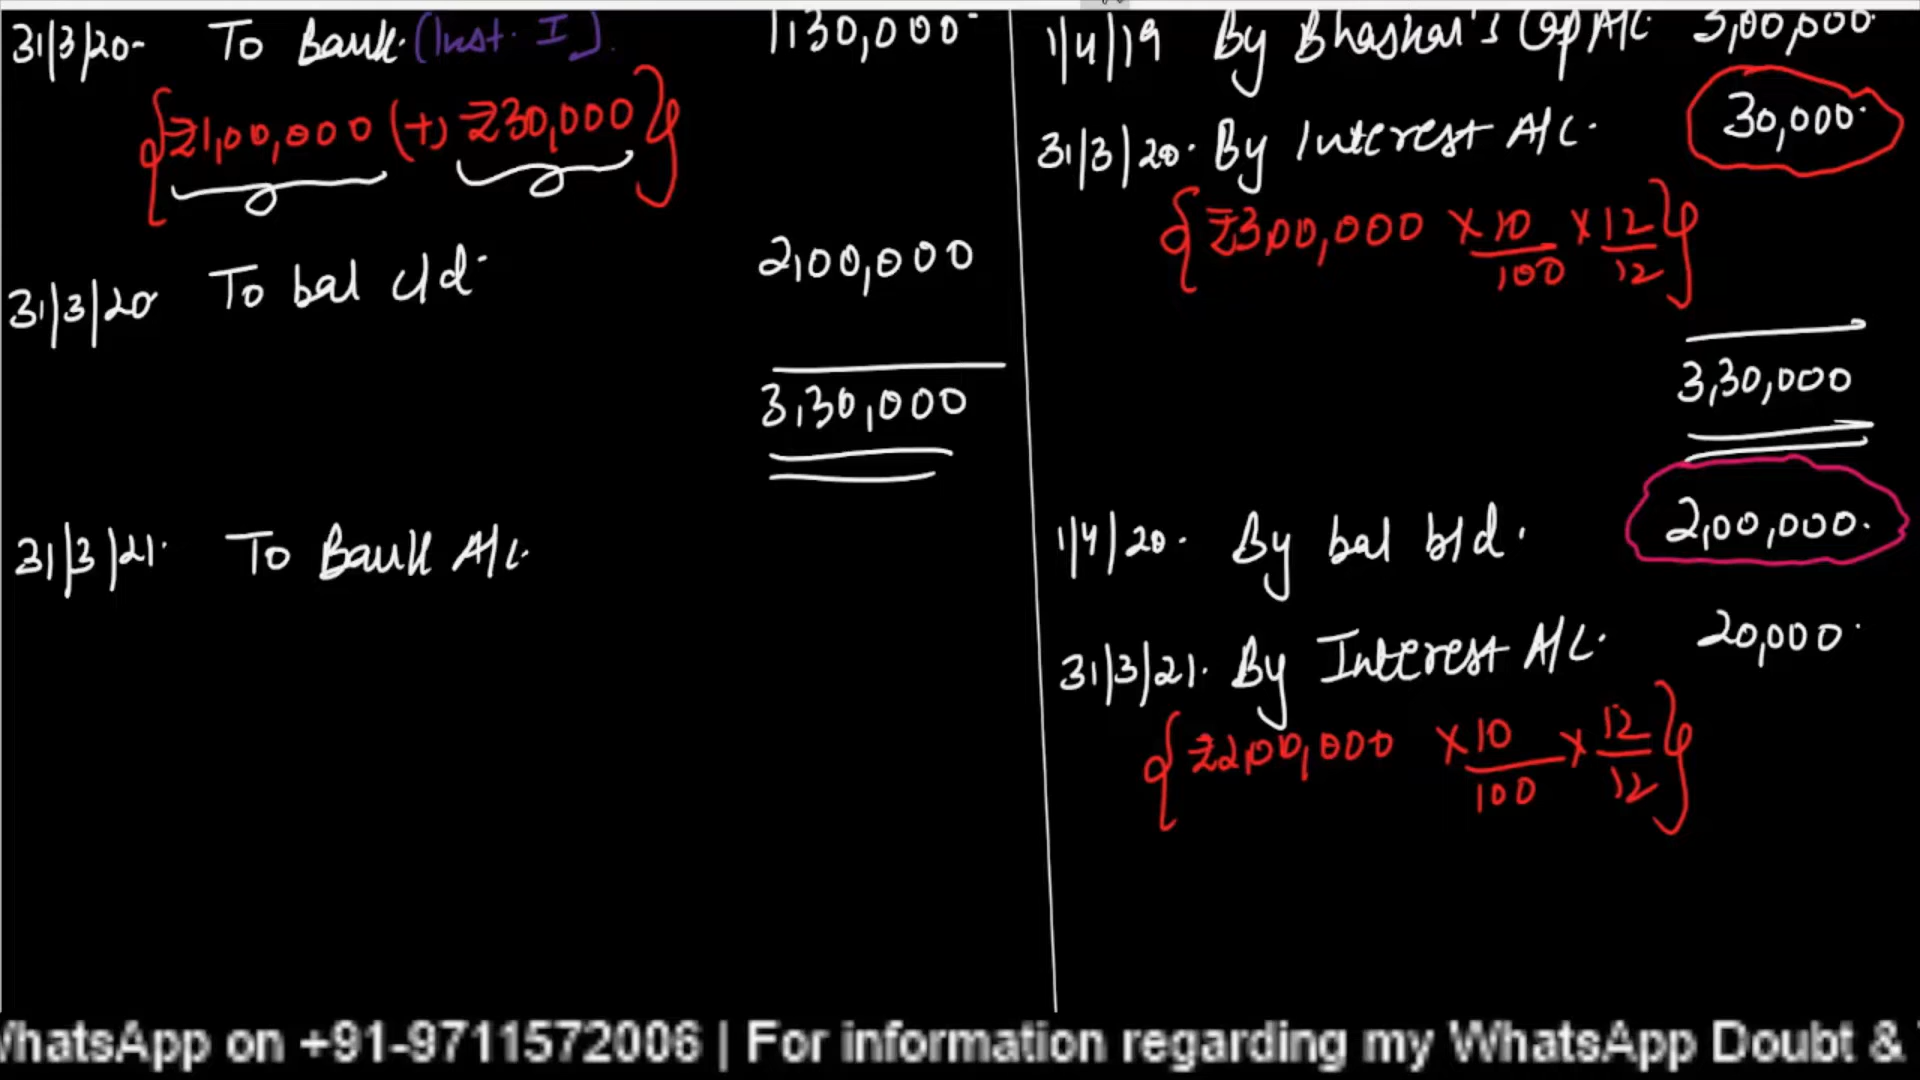 31/3/20 To Bank (Inst. I). 1,130,000
{₹1,00,000 (+) ₹30,000}
31/3/20 To bal c/d. 2,00,000
3,30,000
31/3/21. To Bank A/c.
1/4/19 By Bhaskar's Cap A/c 3,00,000
31/3/20. By Interest A/c. 30,000.
{₹3,00,000 × 10/100 × 12/12}
3,30,000
1/4/20. By bal b/d. 2,00,000.
31/3/21. By Interest A/c. 20,000.
{₹2,00,000 × 10/100 × 12/12}
WhatsApp on +91-9711572006 | For information regarding my WhatsApp Doubt &